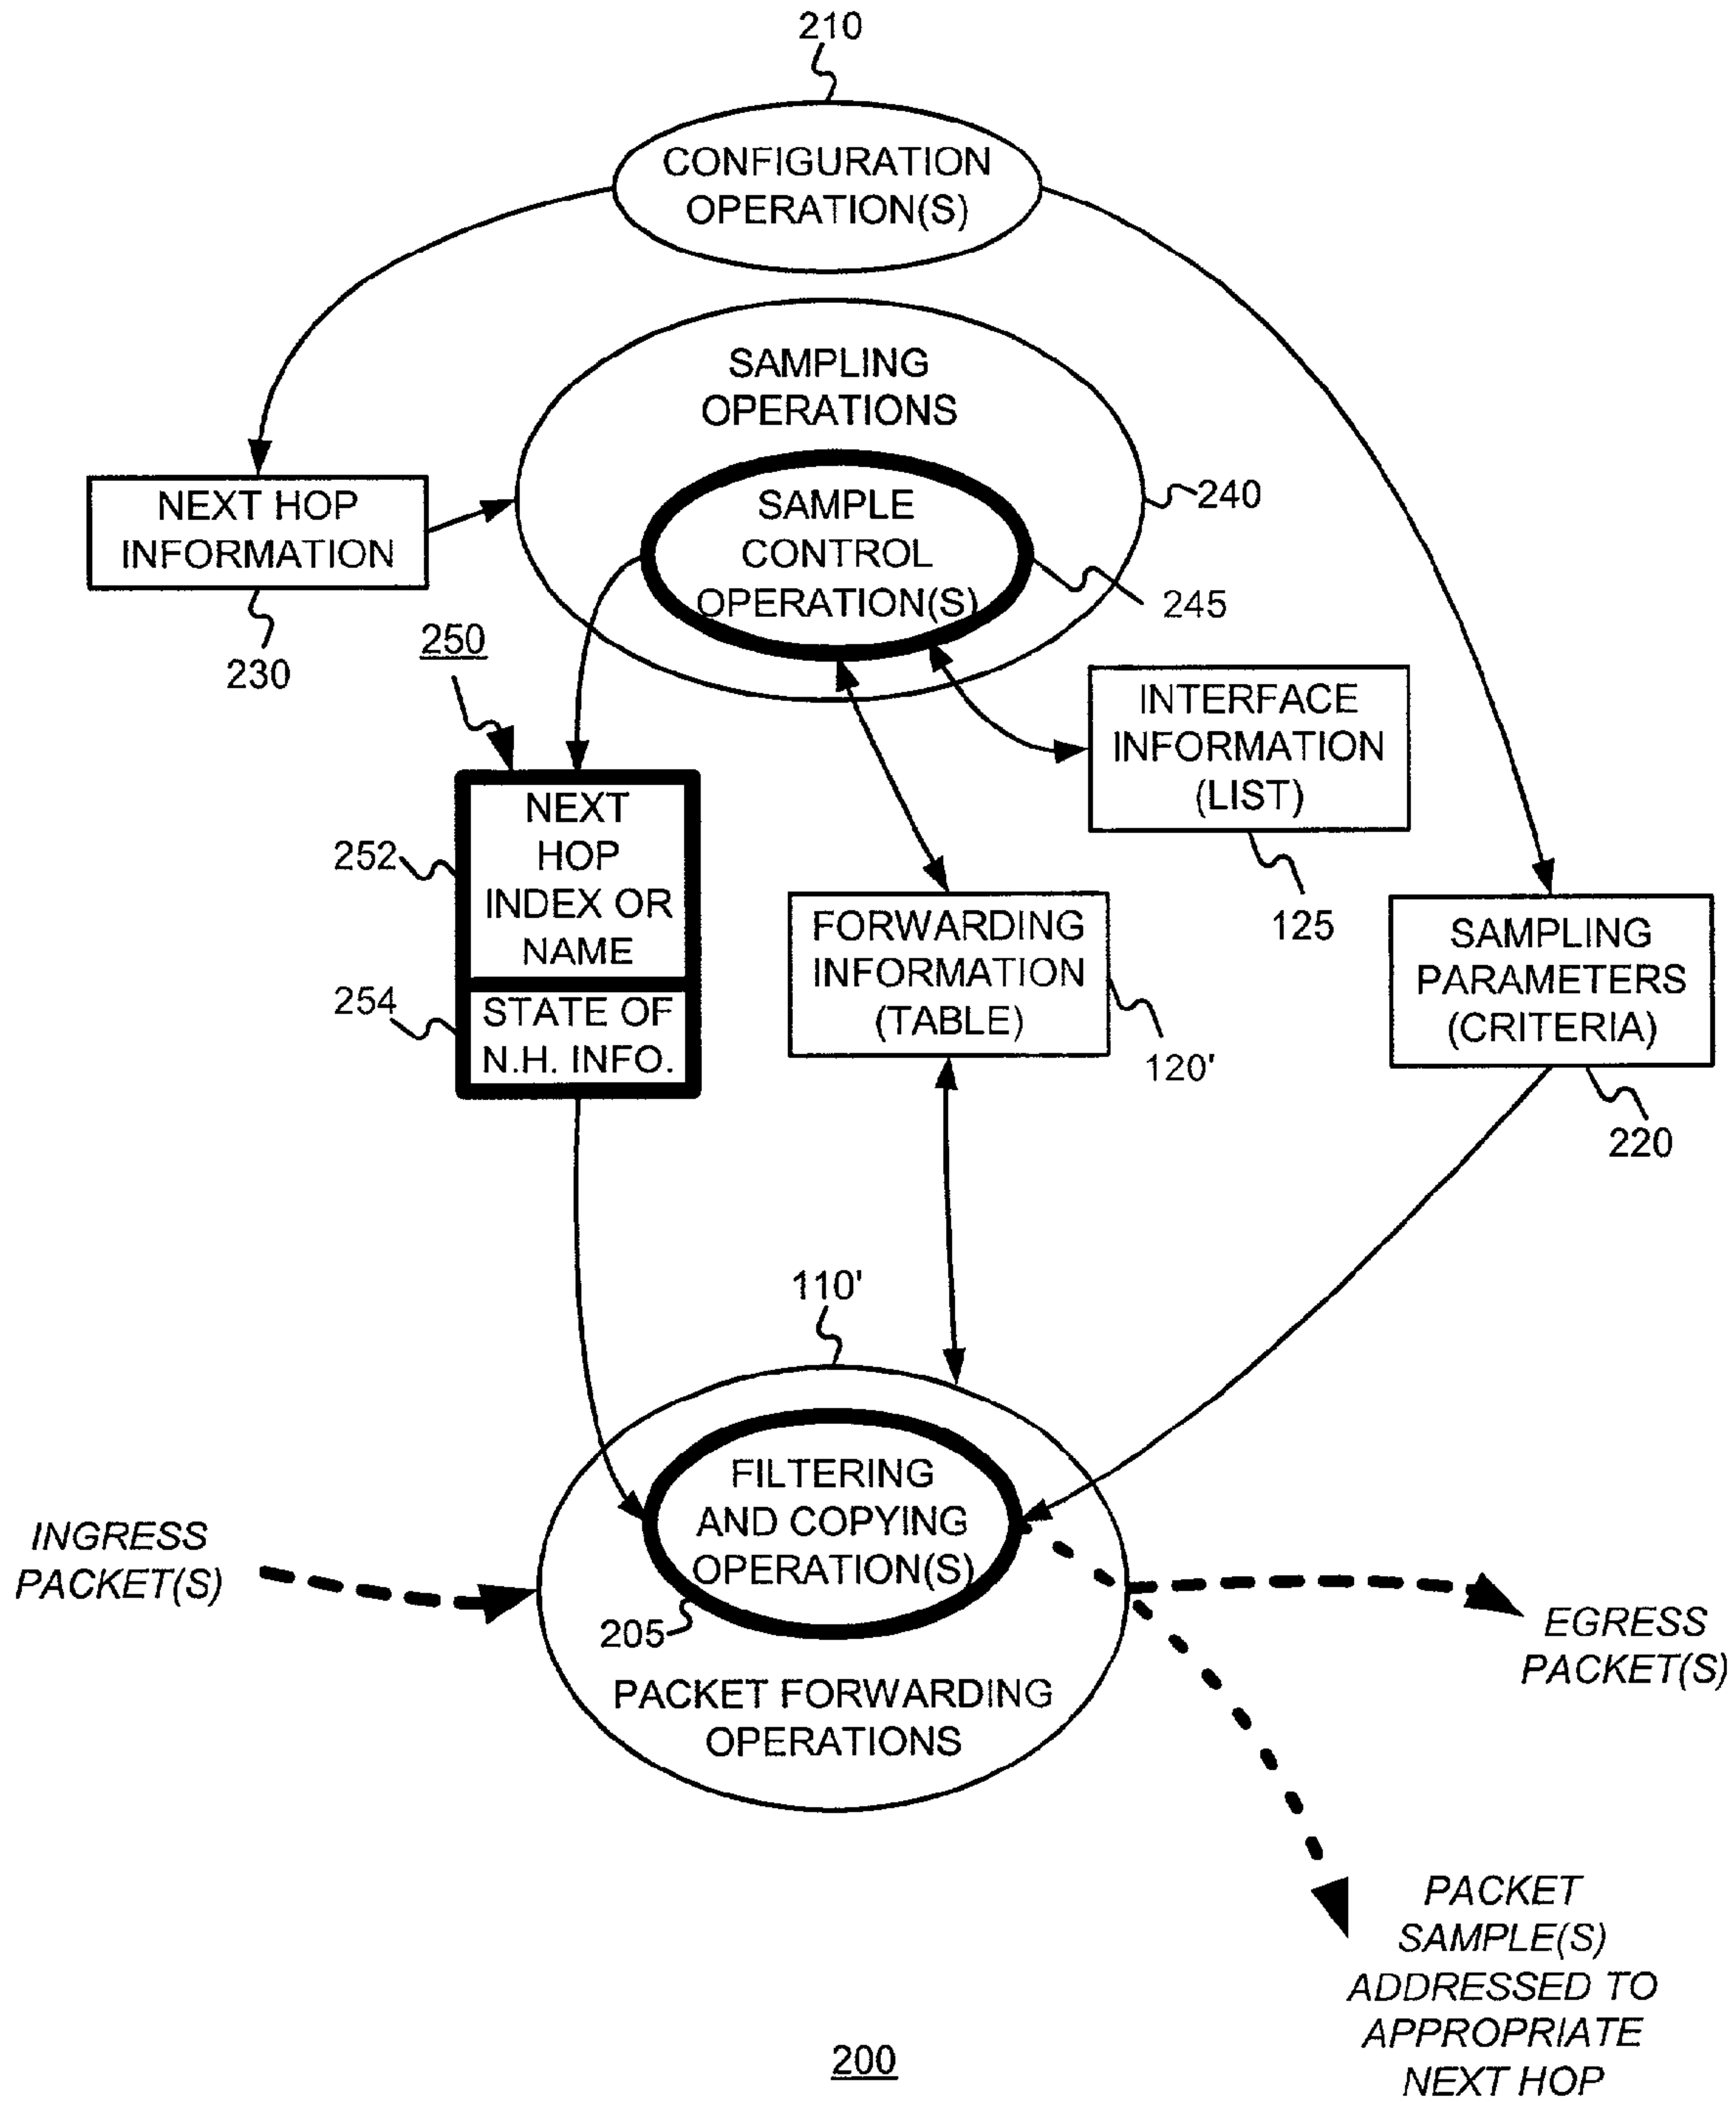 210
CONFIGURATION
OPERATION(S)
SAMPLING
OPERATIONS
NEXT HOP
INFORMATION
230
SAMPLE
CONTROL
OPERATION(S)
240
245
250
INTERFACE
INFORMATION
(LIST)
125
252
NEXT
HOP
INDEX OR
NAME
254
STATE OF
N.H. INFO.
FORWARDING
INFORMATION
(TABLE)
120'
SAMPLING
PARAMETERS
(CRITERIA)
220
110'
FILTERING
AND COPYING
OPERATION(S)
205
PACKET FORWARDING
OPERATIONS
INGRESS
PACKET(S)
EGRESS
PACKET(S)
PACKET
SAMPLE(S)
ADDRESSED TO
APPROPRIATE
NEXT HOP
200